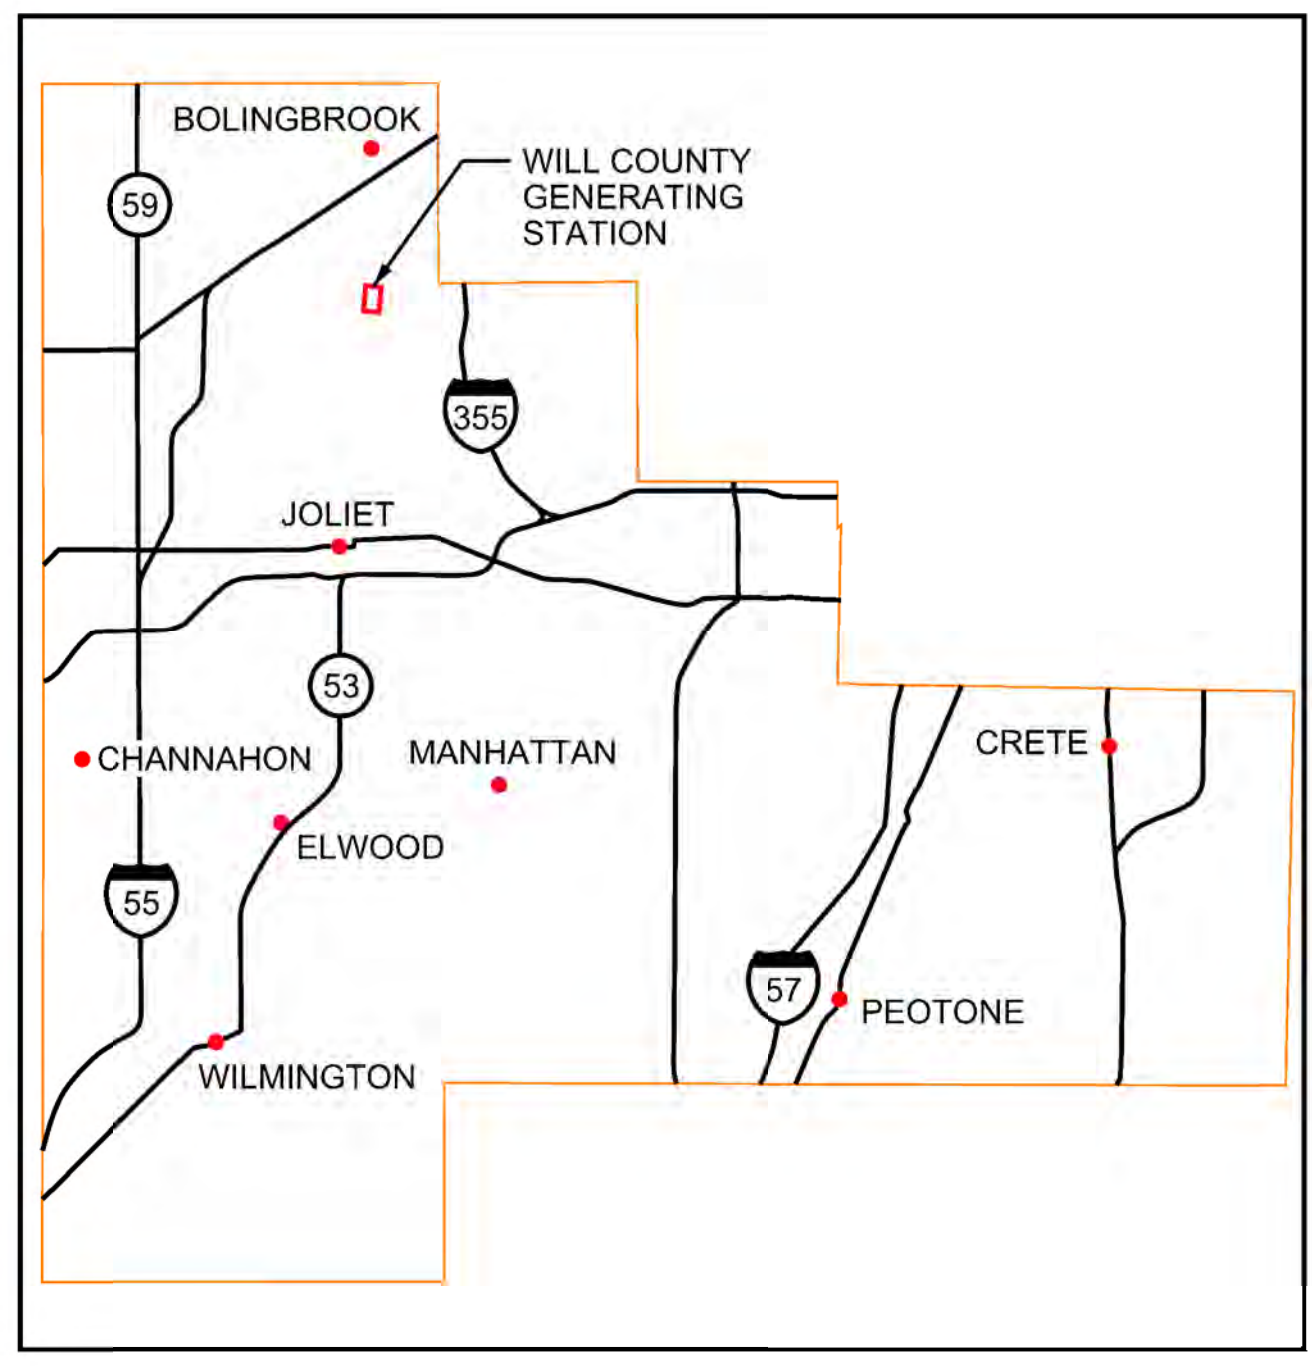 BOLINGBROOK
WILL COUNTY
GENERATING
STATION
59
355
JOLIET
53
CRETE
MANHATTAN
CHANNAHON
ELWOOD
55
57
PEOTONE
WILMINGTON